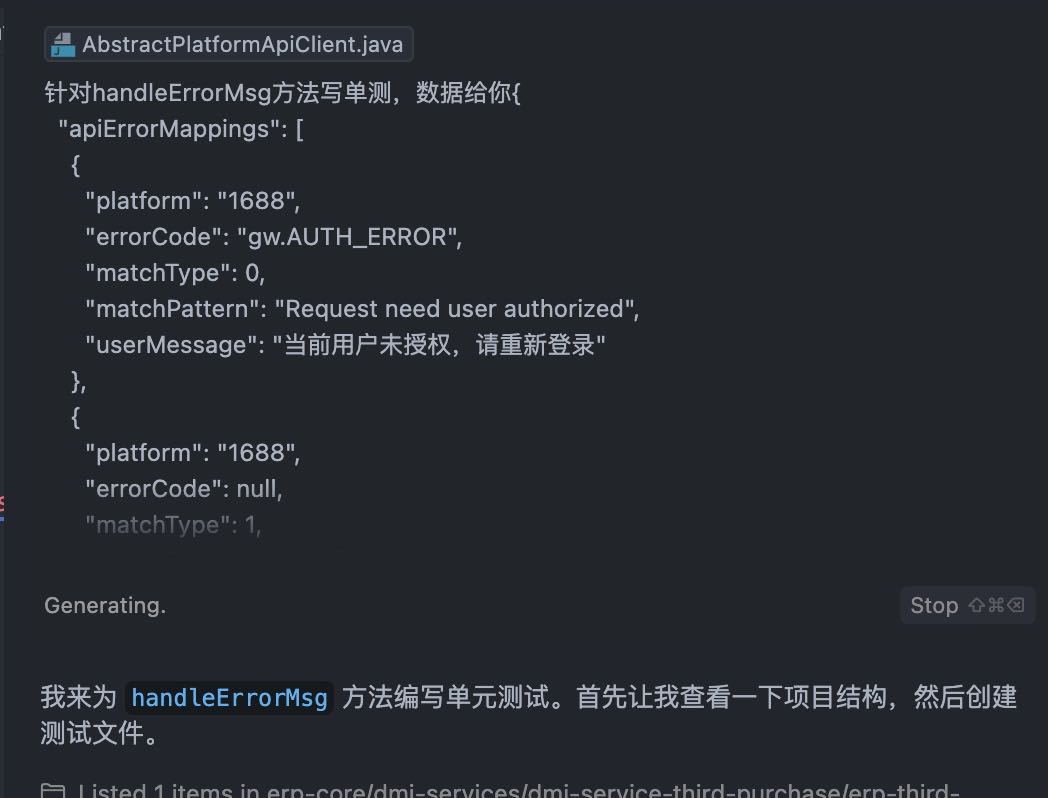 AbstractPlatformApiClient.java
针对handleErrorMsg方法写单测，数据给你{
"apiErrorMappings": [
{
"platform": "1688",
"errorCode": "gw.AUTH_ERROR",
"matchType": 0,
"matchPattern": "Request need user authorized",
"userMessage": "当前用户未授权，请重新登录"
},
{
"platform": "1688",
"errorCode": null,
"matchType": 1,
Generating.
Stop ⇧⌘⌫
我来为 handleErrorMsg 方法编写单元测试。首先让我查看一下项目结构，然后创建
测试文件。
Listed 1 items in erp-core/dmi-services/dmi-service-third-purchase/erp-third-